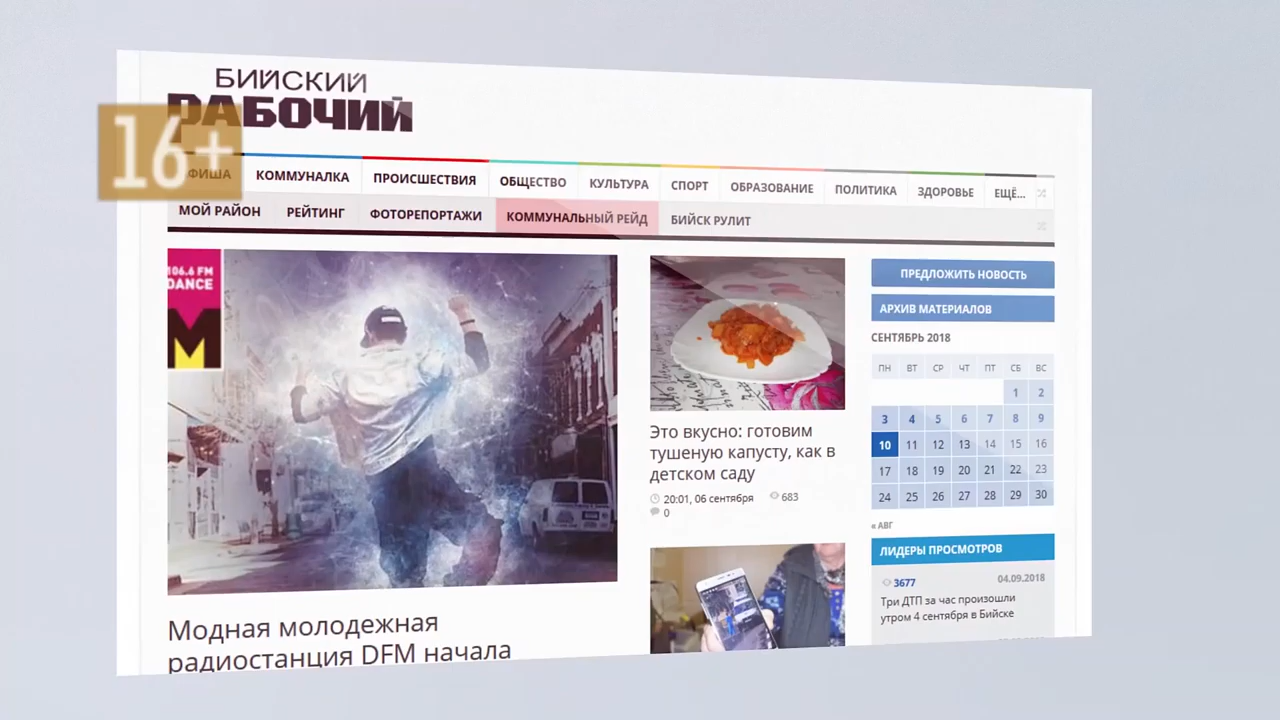 БИЙСКИЙ
РАБОЧИЙ
16+
АФИША КОММУНАЛКА ПРОИСШЕСТВИЯ ОБЩЕСТВО КУЛЬТУРА СПОРТ ОБРАЗОВАНИЕ ПОЛИТИКА ЗДОРОВЬЕ ЕЩЁ...
МОЙ РАЙОН РЕЙТИНГ ФОТОРЕПОРТАЖИ КОММУНАЛЬНЫЙ РЕЙД БИЙСК РУЛИТ
106.6 FM
DANCE
M
Модная молодежная
радиостанция DFM начала
Это вкусно: готовим
тушеную капусту, как в
детском саду
20:01, 06 сентября 683
0
ПРЕДЛОЖИТЬ НОВОСТЬ
АРХИВ МАТЕРИАЛОВ
СЕНТЯБРЬ 2018
ПН ВТ СР ЧТ ПТ СБ ВС
1 2
3 4 5 6 7 8 9
10 11 12 13 14 15 16
17 18 19 20 21 22 23
24 25 26 27 28 29 30
« АВГ
ЛИДЕРЫ ПРОСМОТРОВ
3677 04.09.2018
Три ДТП за час произошли
утром 4 сентября в Бийске